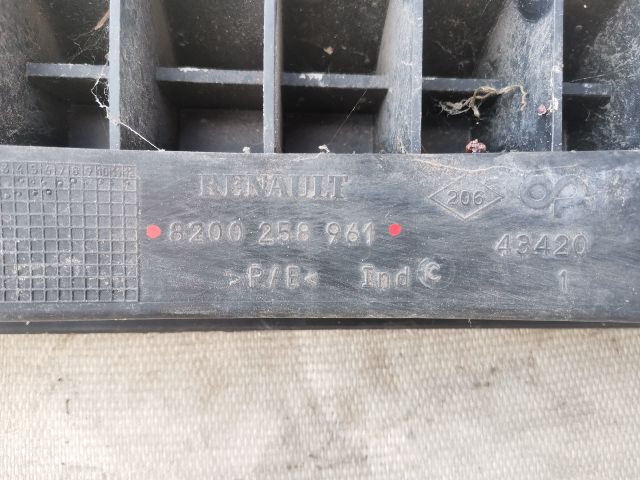 RENAULT
206
8200 258 961
43420
>P/E< Ind C
1